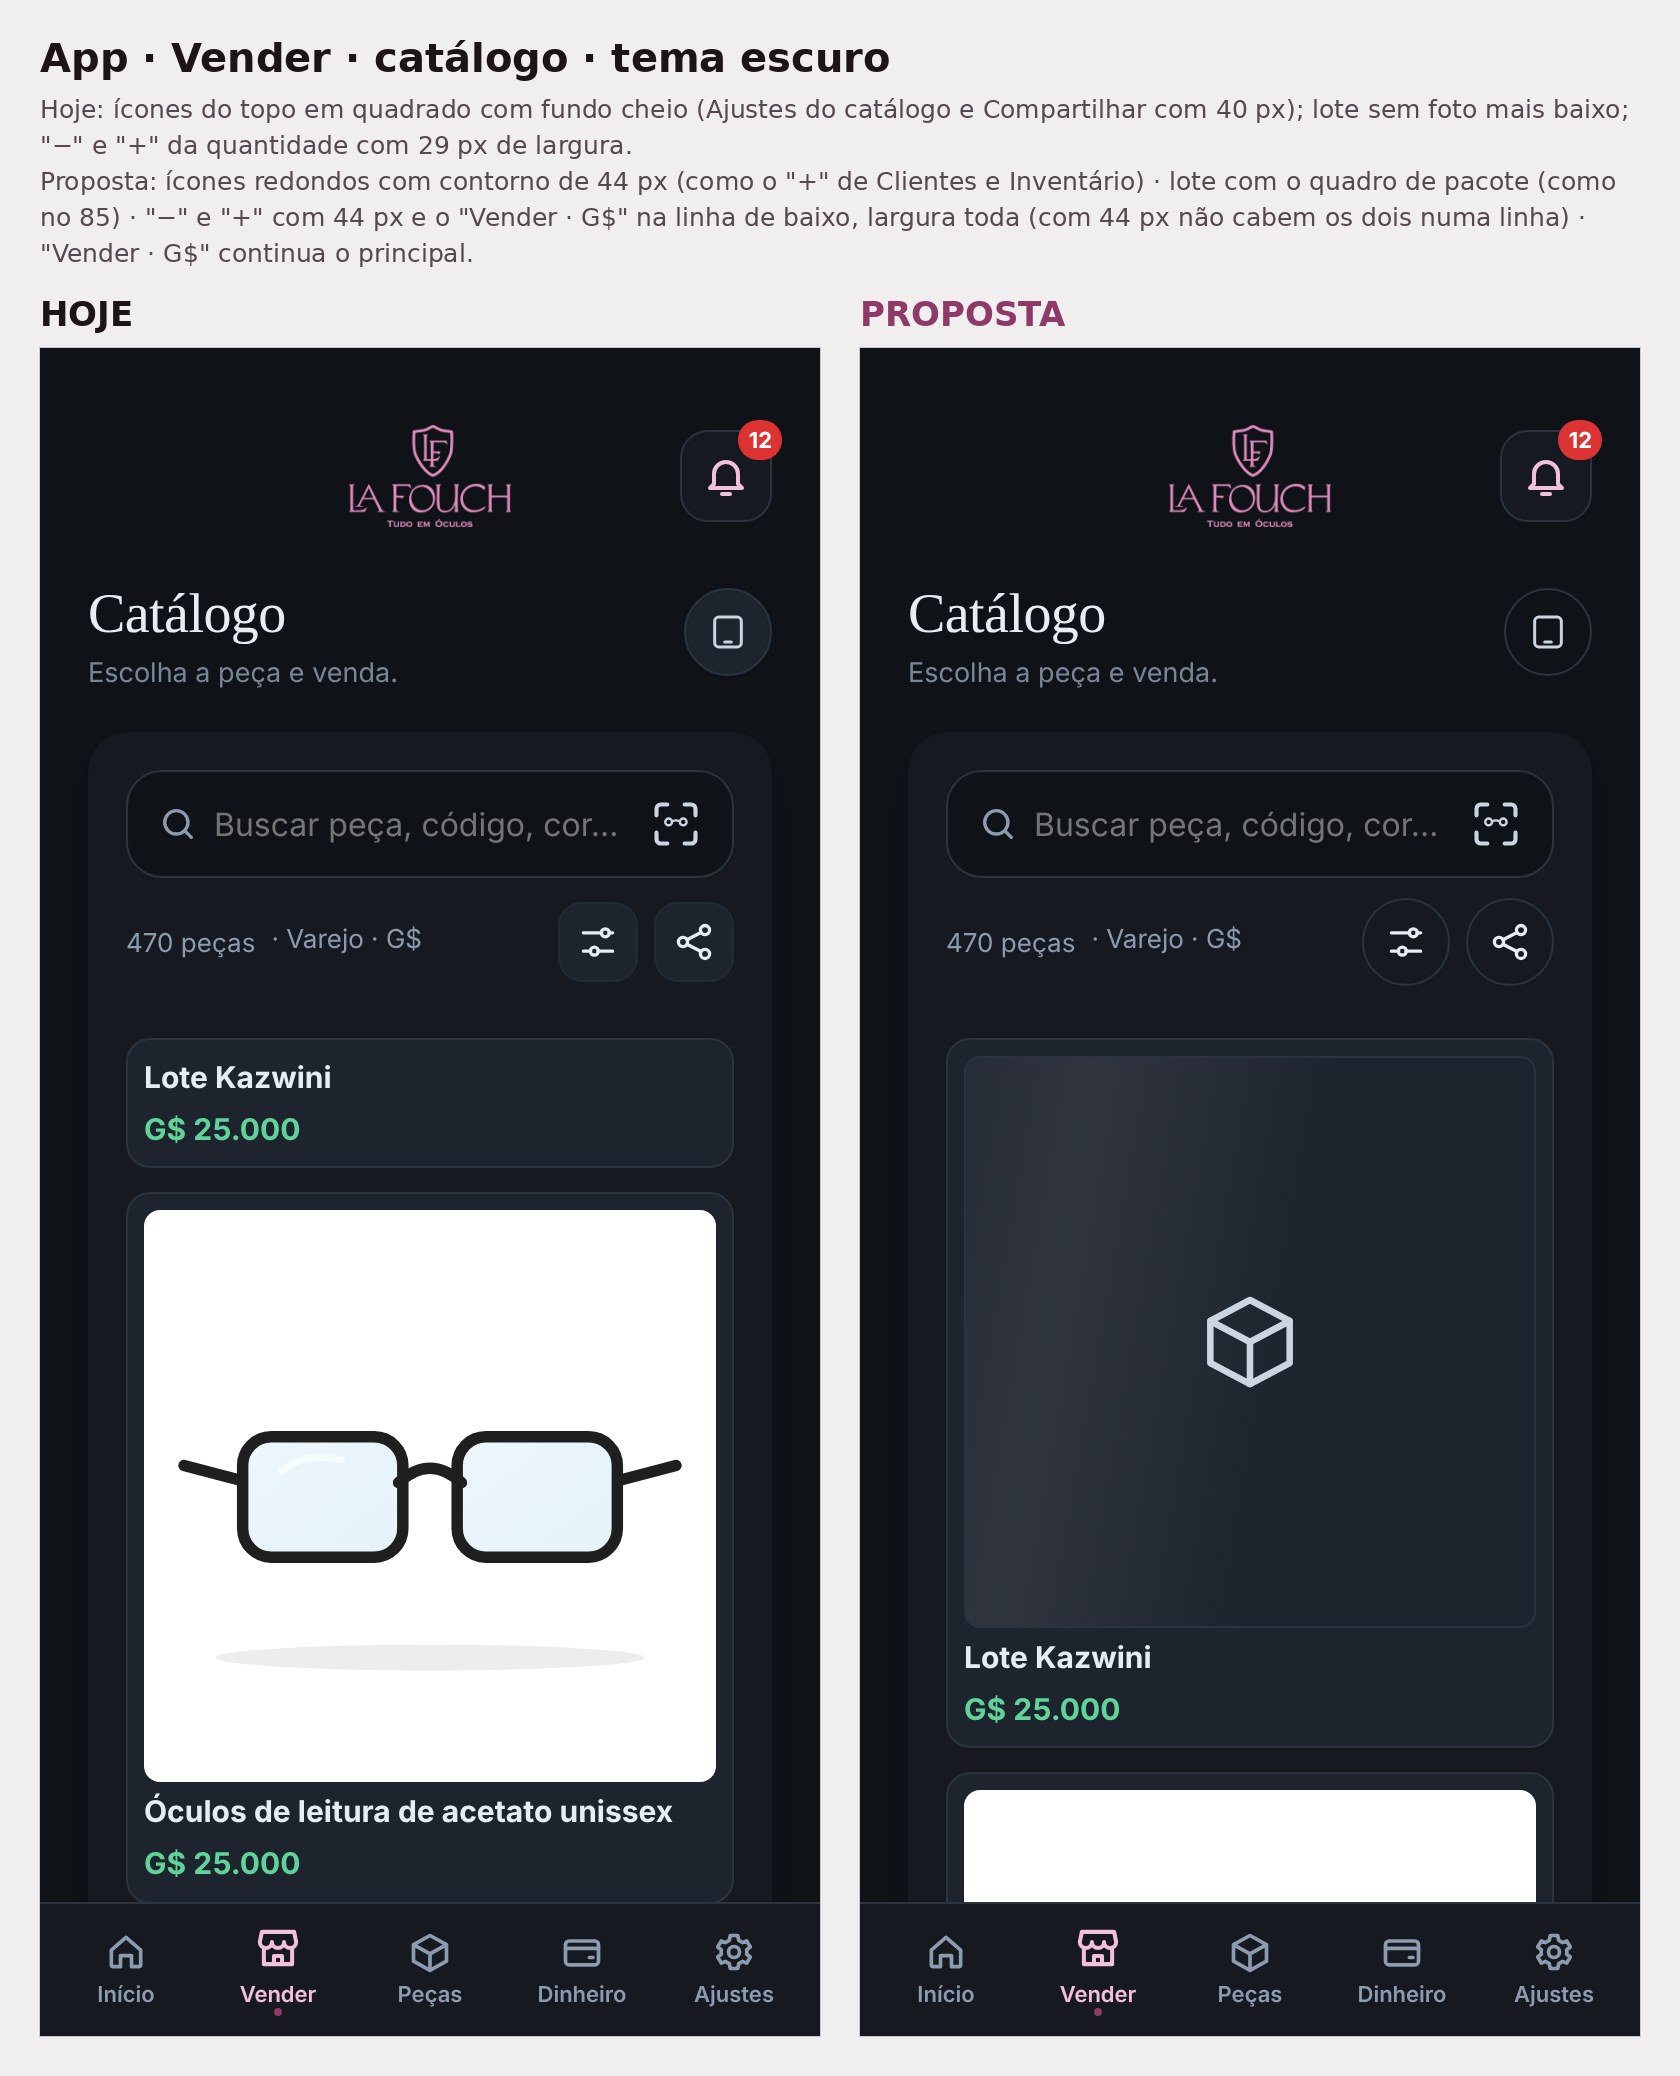 App · Vender · catálogo · tema escuro
Hoje: ícones do topo em quadrado com fundo cheio (Ajustes do catálogo e Compartilhar com 40 px); lote sem foto mais baixo;
"−" e "+" da quantidade com 29 px de largura.
Proposta: ícones redondos com contorno de 44 px (como o "+" de Clientes e Inventário) · lote com o quadro de pacote (como
no 85) · "−" e "+" com 44 px e o "Vender · G$" na linha de baixo, largura toda (com 44 px não cabem os dois numa linha) ·
"Vender · G$" continua o principal.
HOJE
LF
LA FOUCH
TUDO EM ÓCULOS
12
Catálogo
Escolha a peça e venda.
Buscar peça, código, cor...
470 peças · Varejo · G$
Lote Kazwini
G$ 25.000
Óculos de leitura de acetato unissex
G$ 25.000
Início
Vender
Peças
Dinheiro
Ajustes
PROPOSTA
LF
LA FOUCH
TUDO EM ÓCULOS
12
Catálogo
Escolha a peça e venda.
Buscar peça, código, cor...
470 peças · Varejo · G$
Lote Kazwini
G$ 25.000
Início
Vender
Peças
Dinheiro
Ajustes